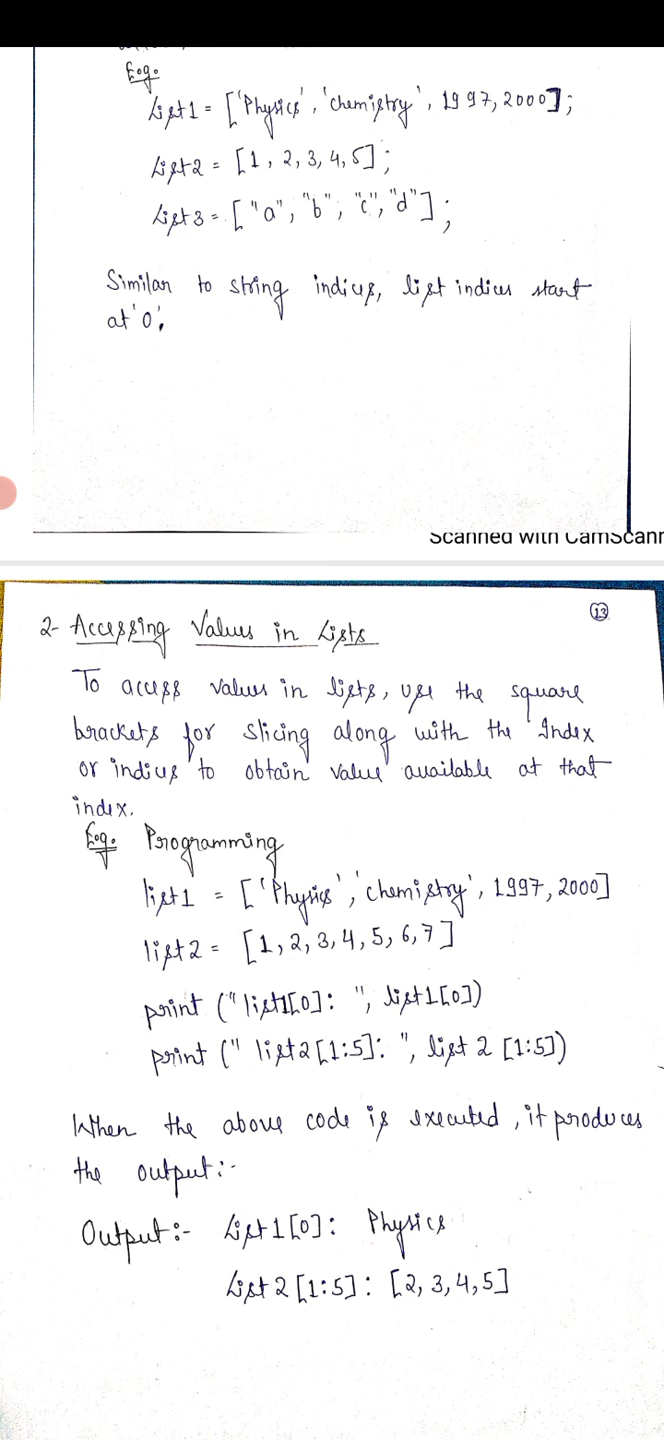 Eg.
List1 = ['Physics', 'chemistry', 1997, 2000];
List2 = [1, 2, 3, 4, 5];
List3 = ["a", "b", "c", "d"];
Similar to string indices, list indices start
at '0'.
Scanned with CamScann
13
2- Accessing Values in Lists
To access values in lists, use the square
brackets for slicing along with the Index
or indices to obtain value available at that
index.
Eg. Programming
list1 = ['Physics', 'chemistry', 1997, 2000]
list2 = [1, 2, 3, 4, 5, 6, 7]
print ("list1[0]: ", list1[0])
print (" list2[1:5]: ", list 2 [1:5])
When the above code is executed, it produces
the output:-
Output:- List1[0]: Physics
List 2 [1:5]: [2, 3, 4, 5]